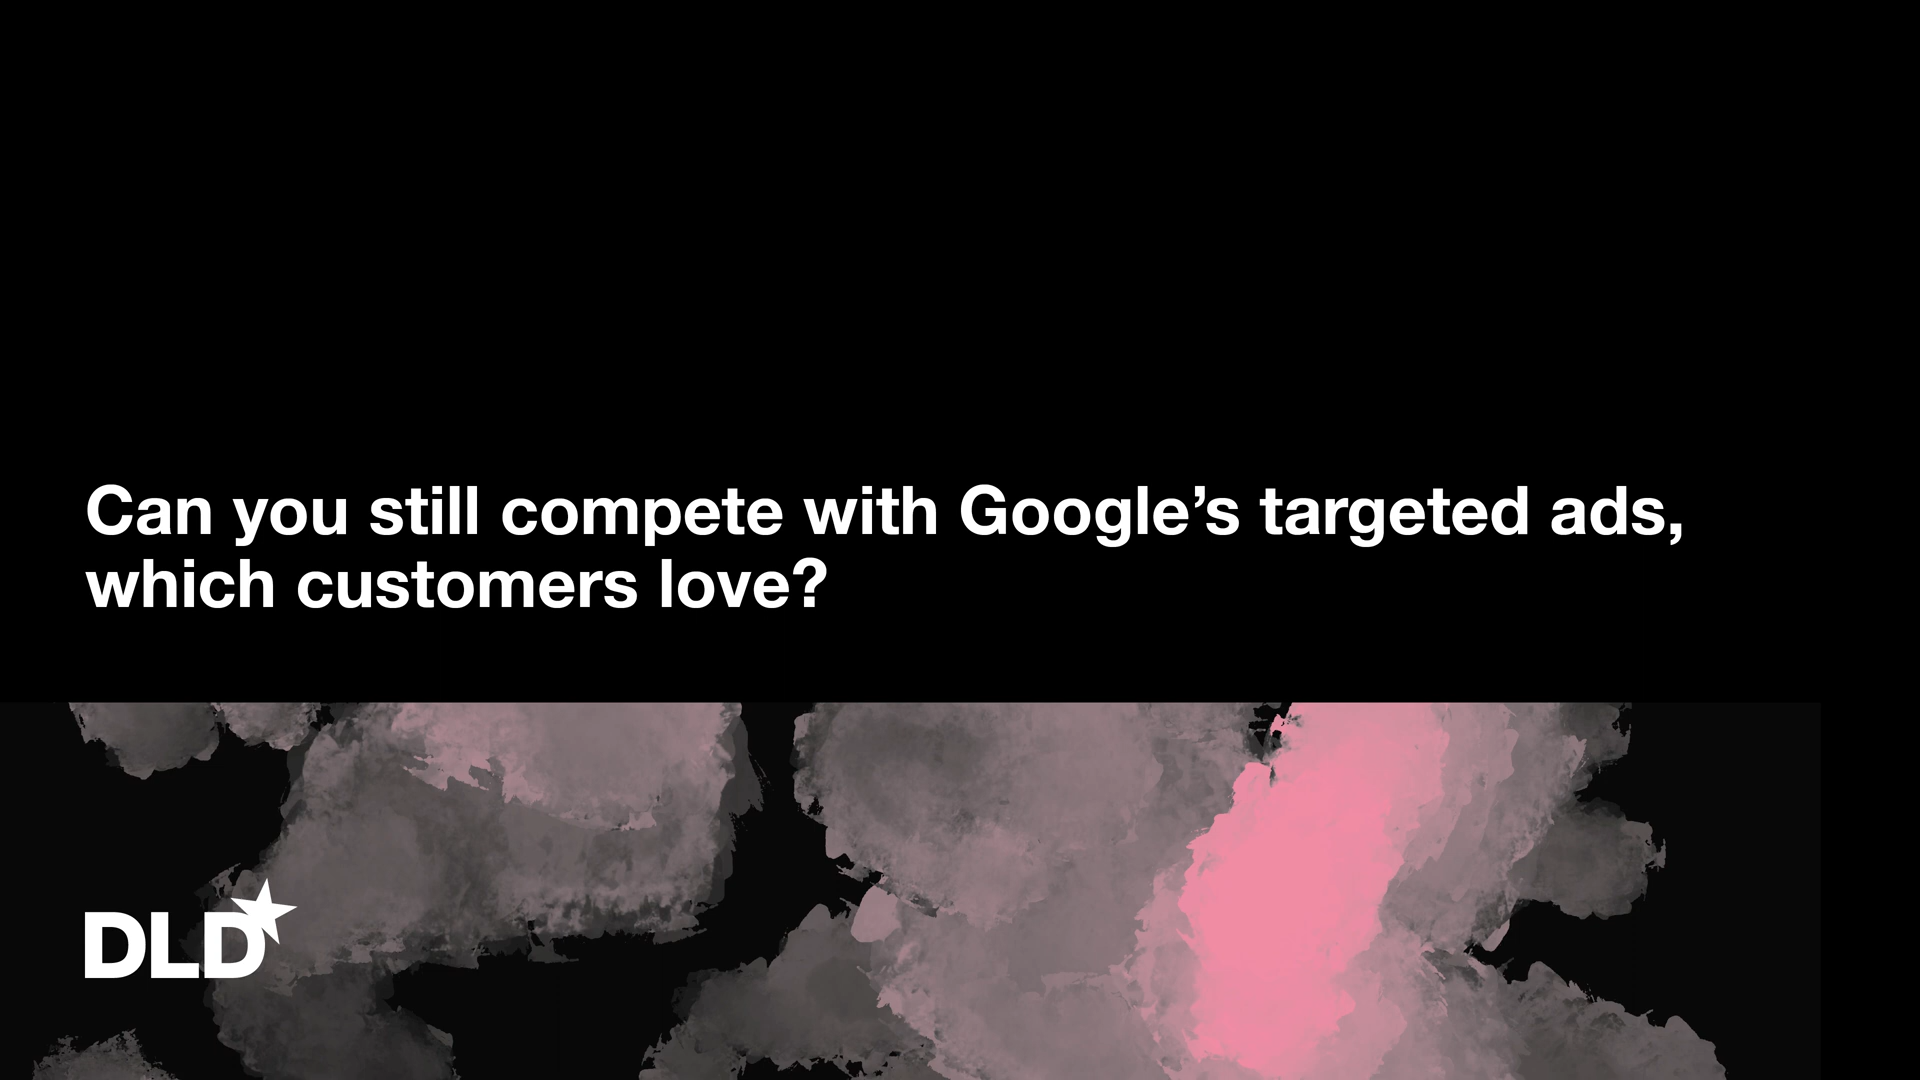 Can you still compete with Google’s targeted ads,
which customers love?
DLD